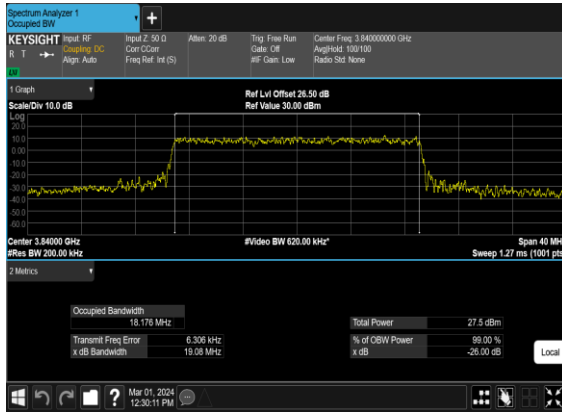 Spectrum Analyzer 1
Occupied BW
+
KEYSIGHT Input: RF Input Z: 50 Ω Atten: 20 dB Trig: Free Run Center Freq: 3.840000000 GHz
R T Coupling: DC Corr CCorr Gate: Off Avg|Hold: 100/100
Align: Auto Freq Ref: Int (S) #IF Gain: Low Radio Std: None
1 Graph
Scale/Div 10.0 dB
Ref Lvl Offset 26.50 dB
Ref Value 30.00 dBm
Log
20.0
10.0
0.00
-10.0
-20.0
-30.0
-40.0
-50.0
-60.0
Center 3.84000 GHz #Video BW 620.00 kHz* Span 40 MH
#Res BW 200.00 kHz Sweep 1.27 ms (1001 pts
2 Metrics
Occupied Bandwidth
18.176 MHz
Total Power 27.5 dBm
Transmit Freq Error 6.306 kHz % of OBW Power 99.00 %
x dB Bandwidth 19.08 MHz x dB -26.00 dB
Local
? Mar 01, 2024
12:30:11 PM